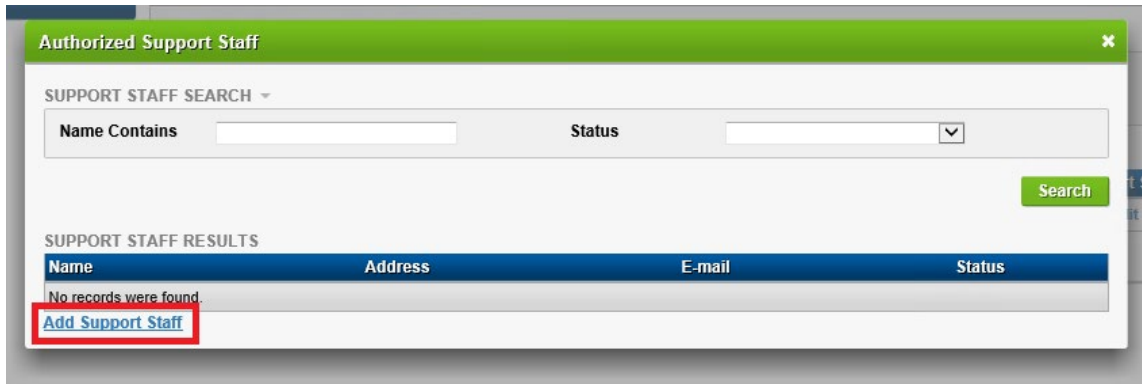 Authorized Support Staff
SUPPORT STAFF SEARCH
Name Contains Status
Search
SUPPORT STAFF RESULTS
Name Address E-mail Status
No records were found.
Add Support Staff